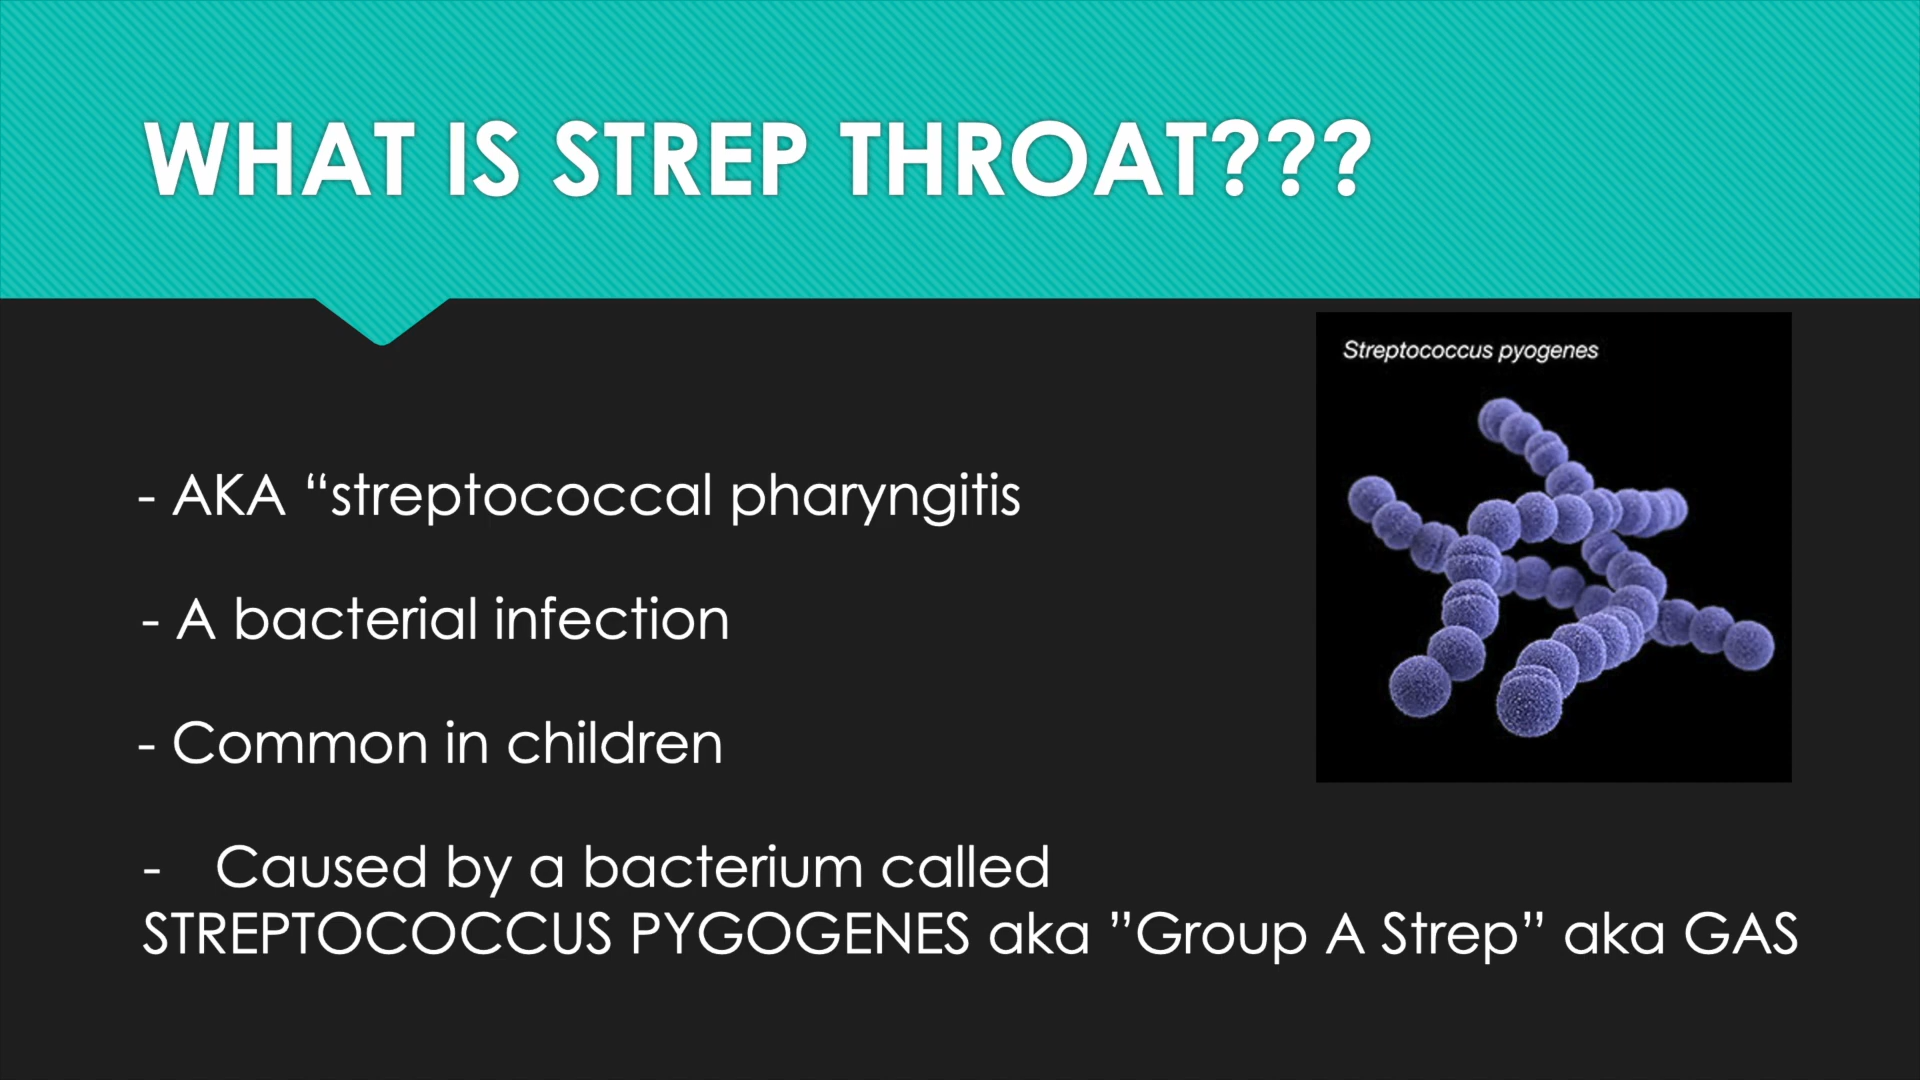 WHAT IS STREP THROAT???
Streptococcus pyogenes
- AKA “streptococcal pharyngitis
- A bacterial infection
- Common in children
- Caused by a bacterium called
STREPTOCOCCUS PYGOGENES aka ”Group A Strep” aka GAS